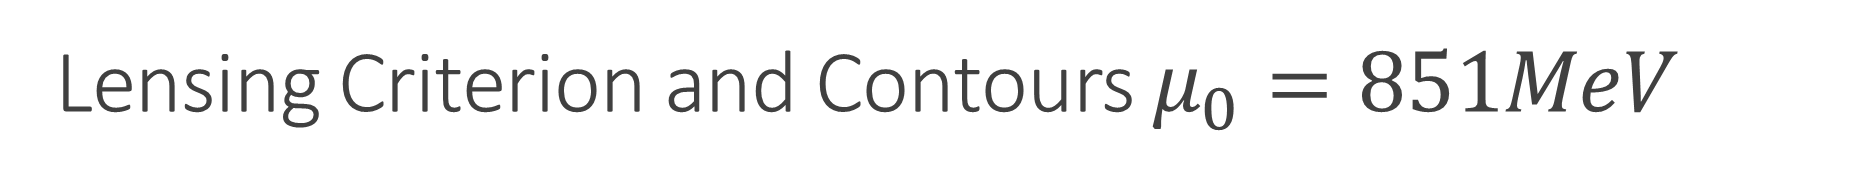 Lensing Criterion and Contours μ₀ = 851MeV